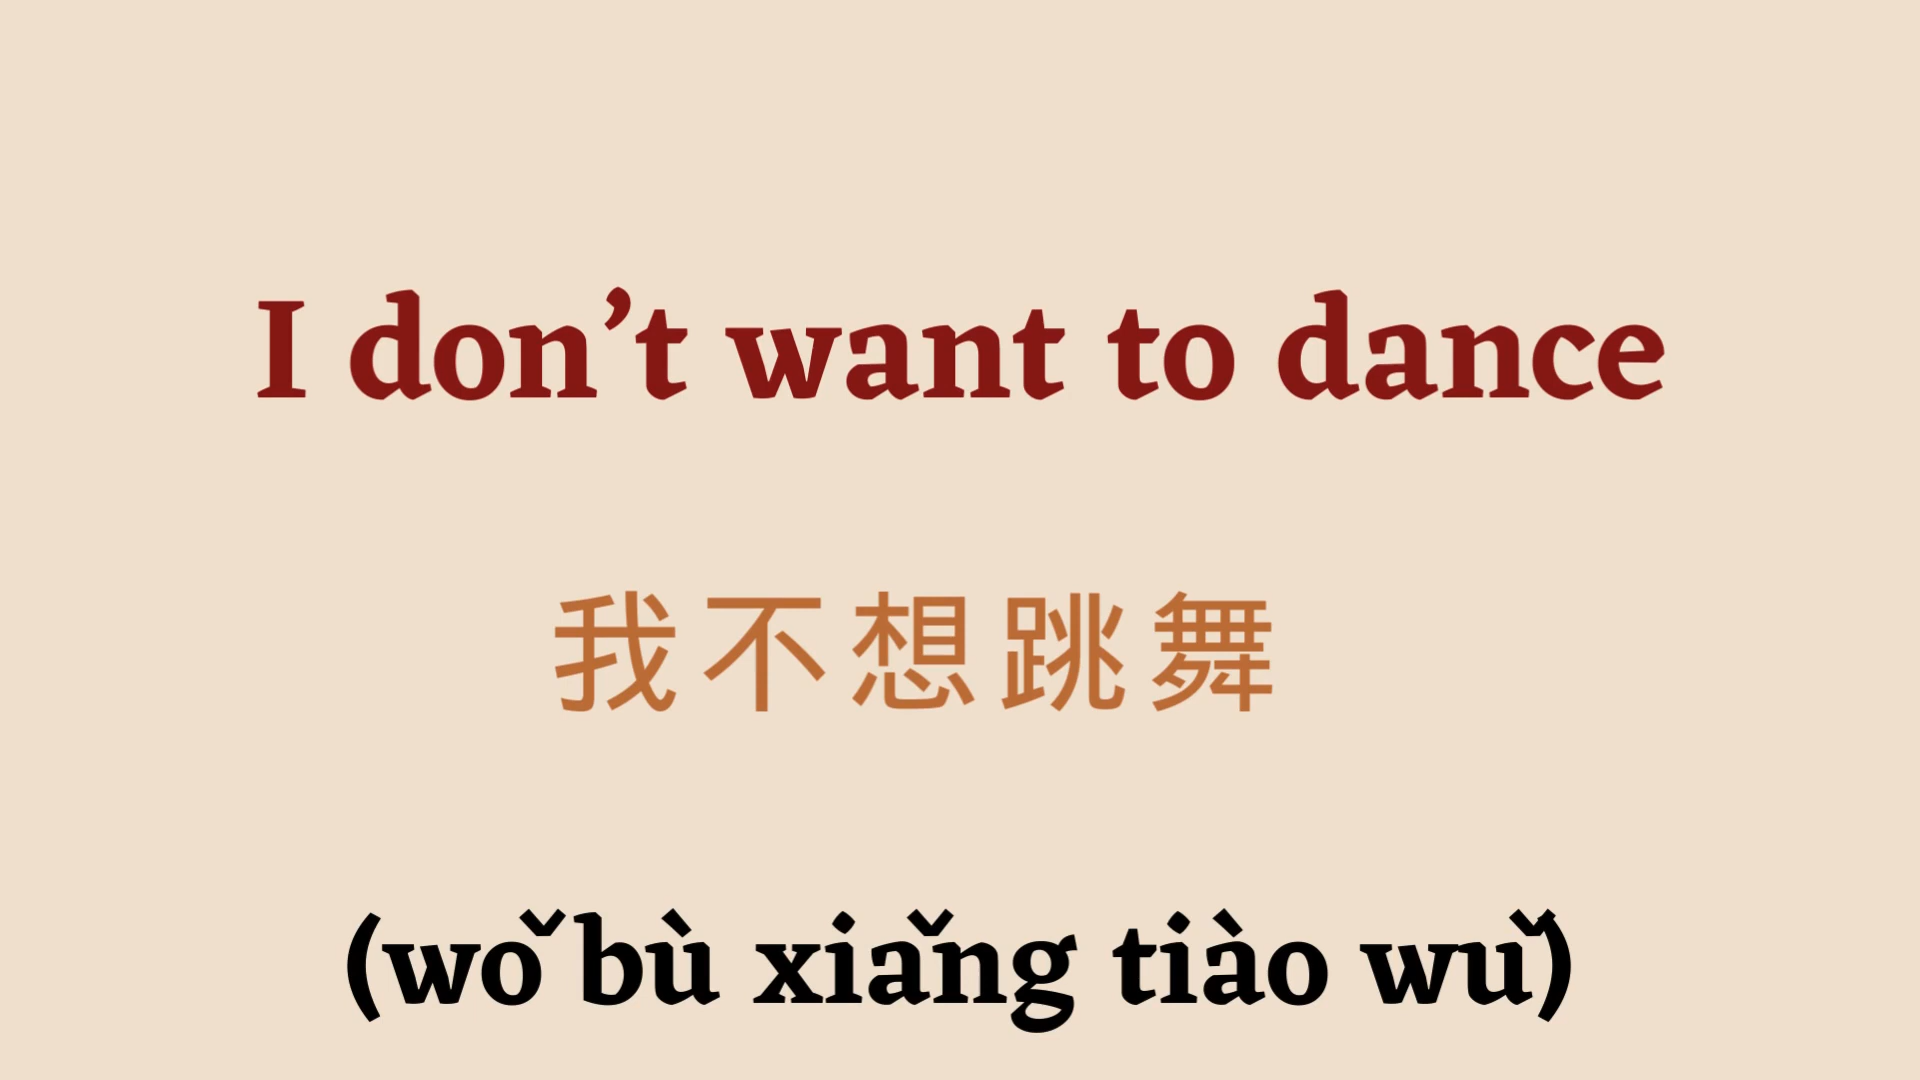 I don’t want to dance
我不想跳舞
(wǒ bù xiǎng tiào wǔ)